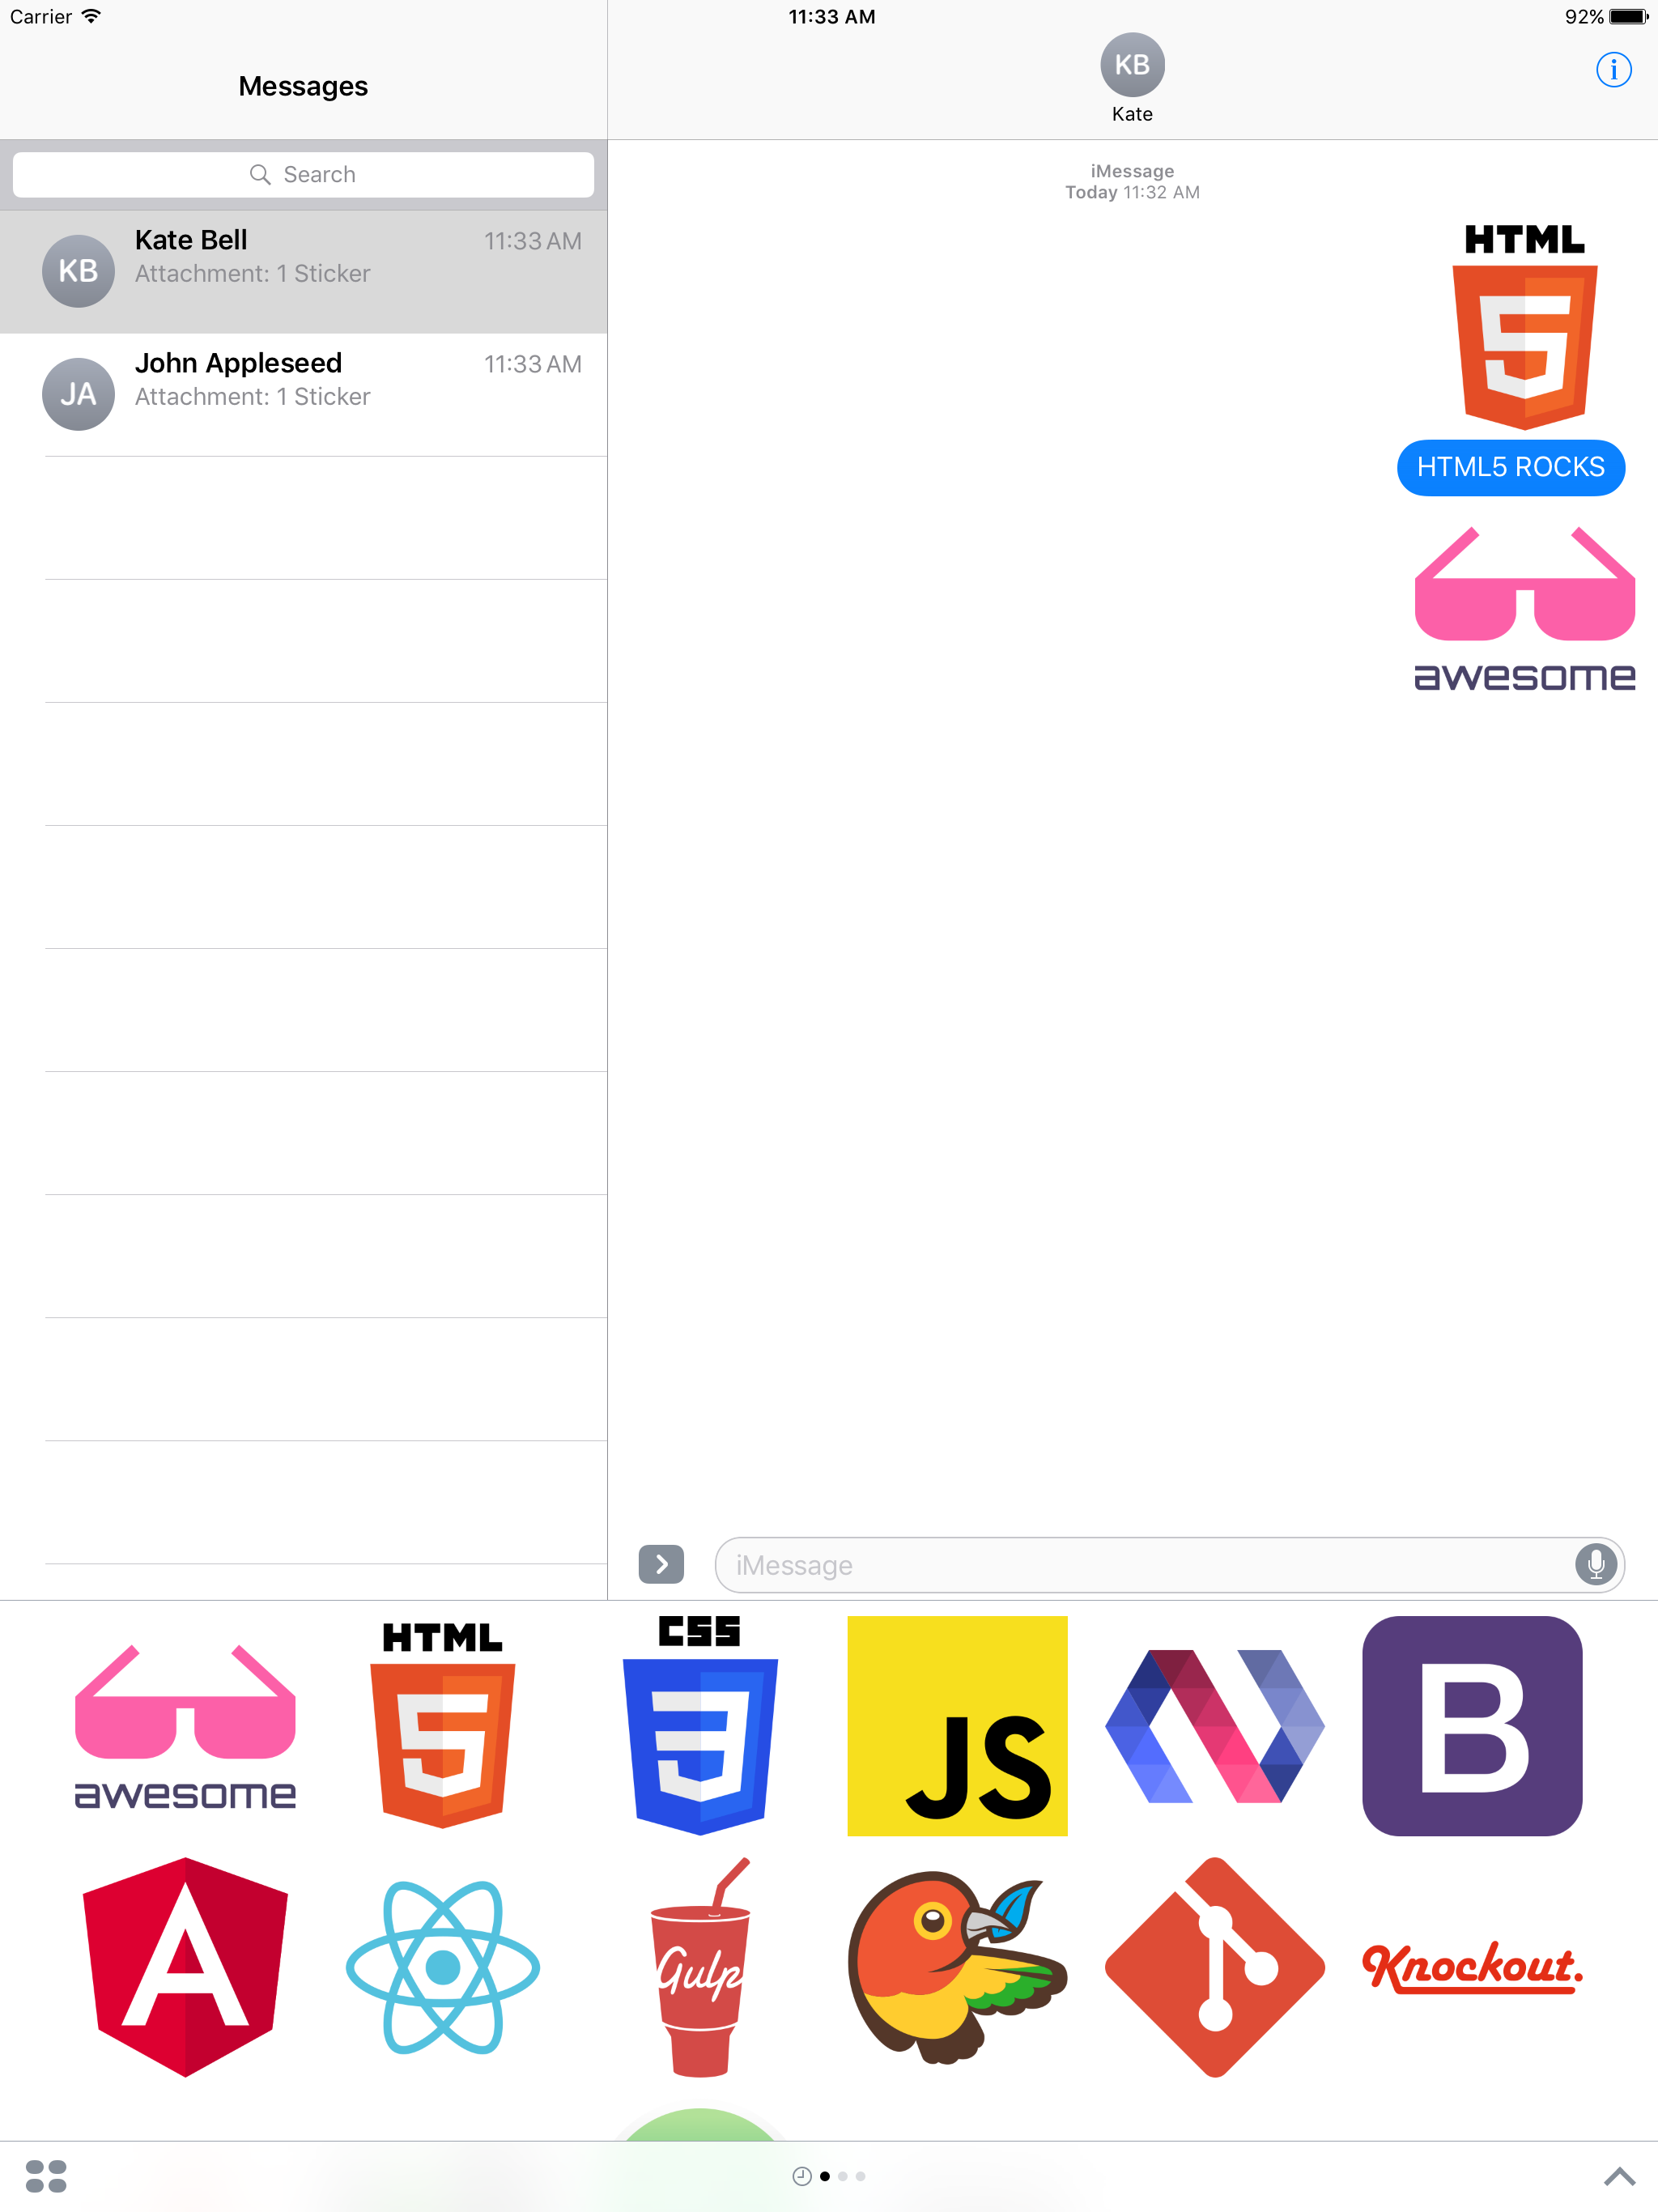 Carrier
11:33 AM
92%
Messages
KB
Kate
Search
iMessage
Today 11:32 AM
KB
Kate Bell
11:33 AM
Attachment: 1 Sticker
JA
John Appleseed
11:33 AM
Attachment: 1 Sticker
HTML
5
HTML5 ROCKS
awesome
iMessage
awesome
HTML
5
CSS
3
JS
B
A
Gulp
Knockout.